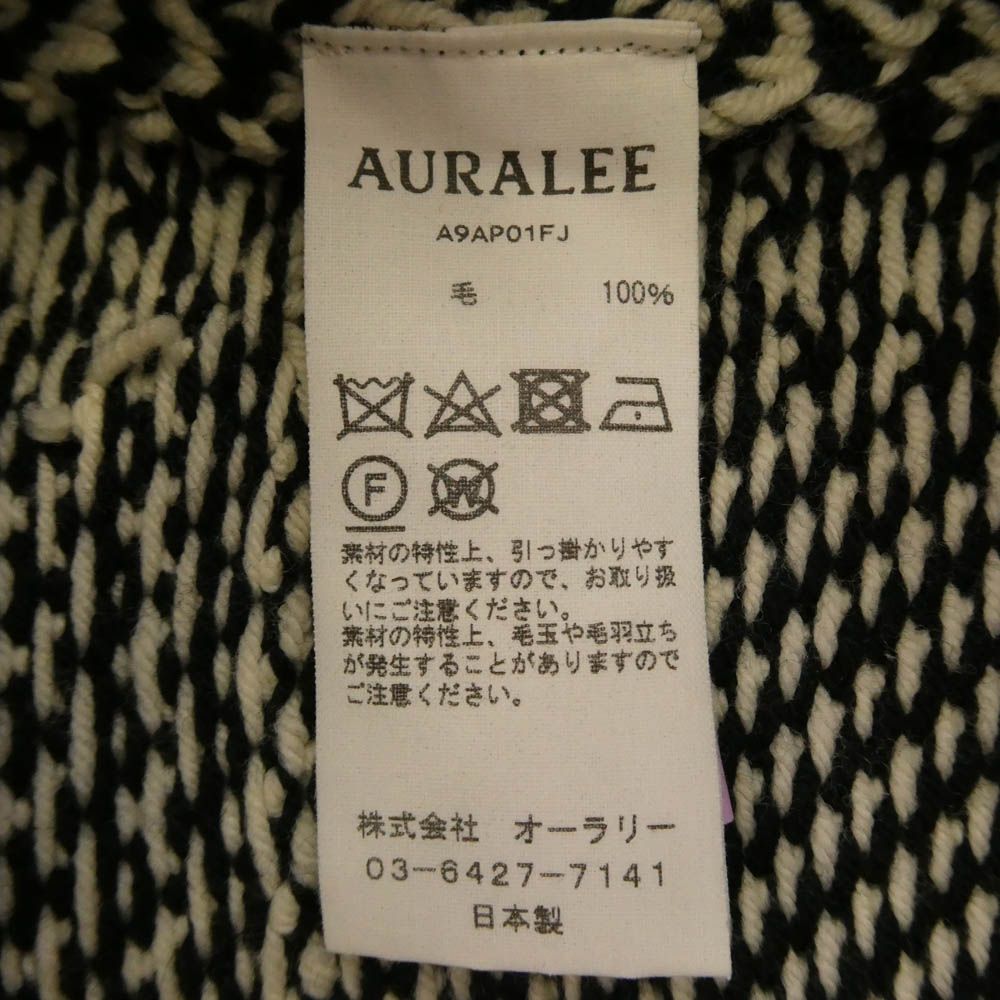 AURALEE
A9AP01FJ
毛 100%
F
W
素材の特性上、引っ掛かりやす
くなっていますので、お取り扱
いにご注意ください。
素材の特性上、毛玉や毛羽立ち
が発生することがありますので
ご注意ください。
株式会社 オーラリー
03-6427-7141
日本製